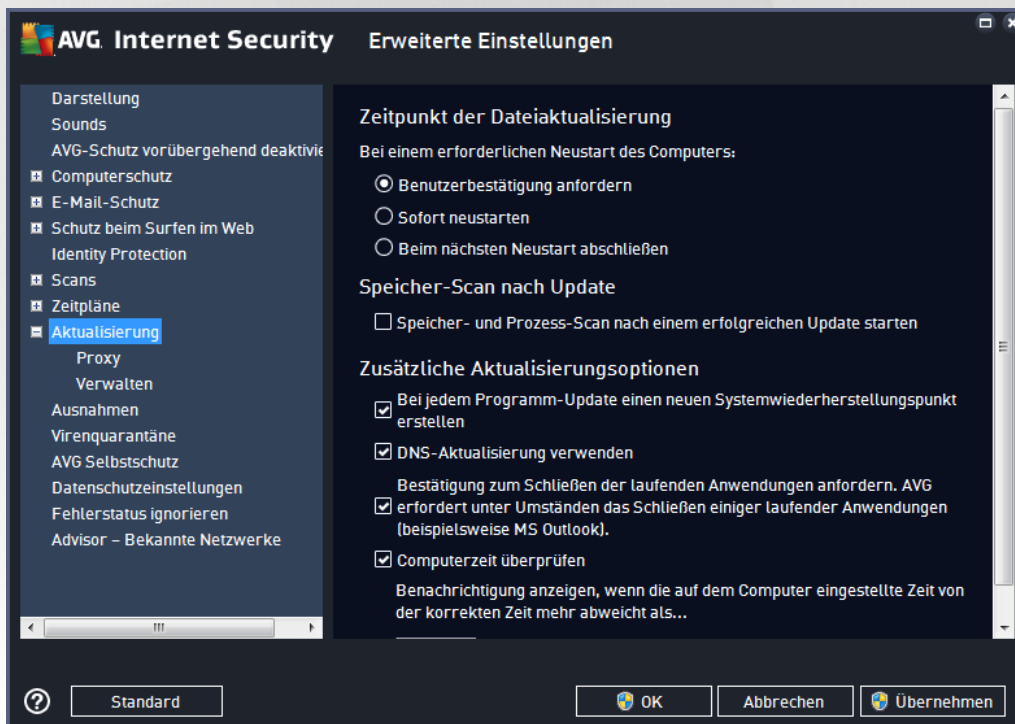 AVG. Internet Security
Erweiterte Einstellungen
Darstellung
Sounds
AVG-Schutz vorübergehend deaktivie
Computerschutz
E-Mail-Schutz
Schutz beim Surfen im Web
Identity Protection
Scans
Zeitpläne
Aktualisierung
Proxy
Verwalten
Ausnahmen
Virenquarantäne
AVG Selbstschutz
Datenschutzeinstellungen
Fehlerstatus ignorieren
Advisor – Bekannte Netzwerke
Zeitpunkt der Dateiaktualisierung
Bei einem erforderlichen Neustart des Computers:
Benutzerbestätigung anfordern
Sofort neustarten
Beim nächsten Neustart abschließen
Speicher-Scan nach Update
Speicher- und Prozess-Scan nach einem erfolgreichen Update starten
Zusätzliche Aktualisierungsoptionen
Bei jedem Programm-Update einen neuen Systemwiederherstellungspunkt
erstellen
DNS-Aktualisierung verwenden
Bestätigung zum Schließen der laufenden Anwendungen anfordern. AVG
erfordert unter Umständen das Schließen einiger laufender Anwendungen
(beispielsweise MS Outlook).
Computerzeit überprüfen
Benachrichtigung anzeigen, wenn die auf dem Computer eingestellte Zeit von
der korrekten Zeit mehr abweicht als...
?
Standard
OK
Abbrechen
Übernehmen